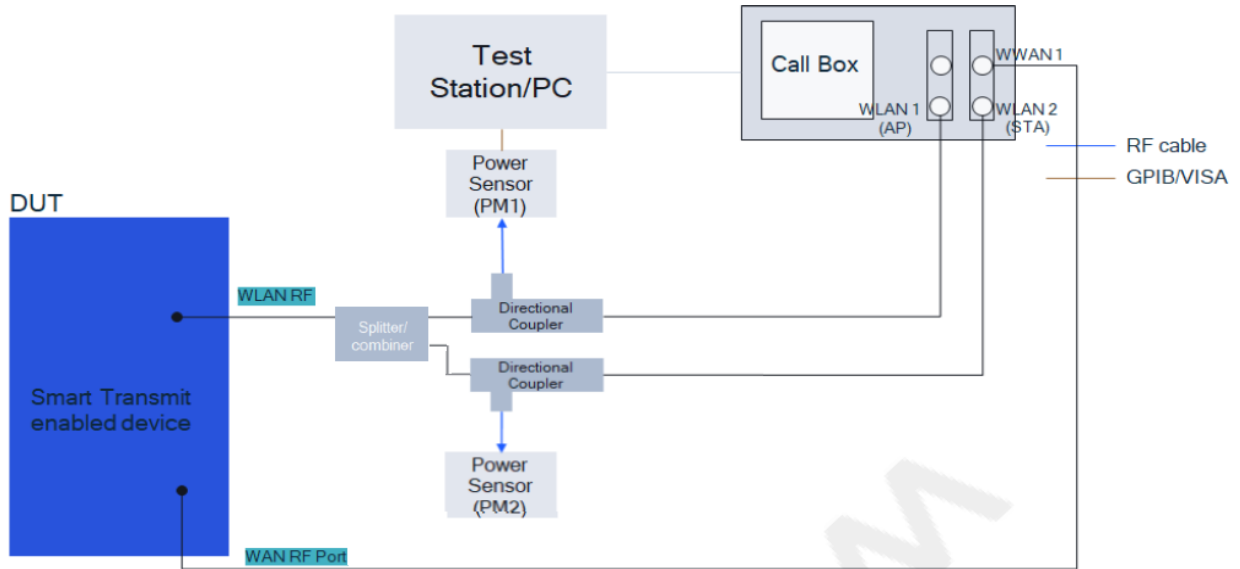 Test
Station/PC
Call Box
WWAN 1
WLAN 1
(AP)
WLAN 2
(STA)
RF cable
GPIB/VISA
Power
Sensor
(PM1)
DUT
WLAN RF
Splitter/
combiner
Directional
Coupler
Directional
Coupler
Smart Transmit
enabled device
Power
Sensor
(PM2)
WAN RF Port